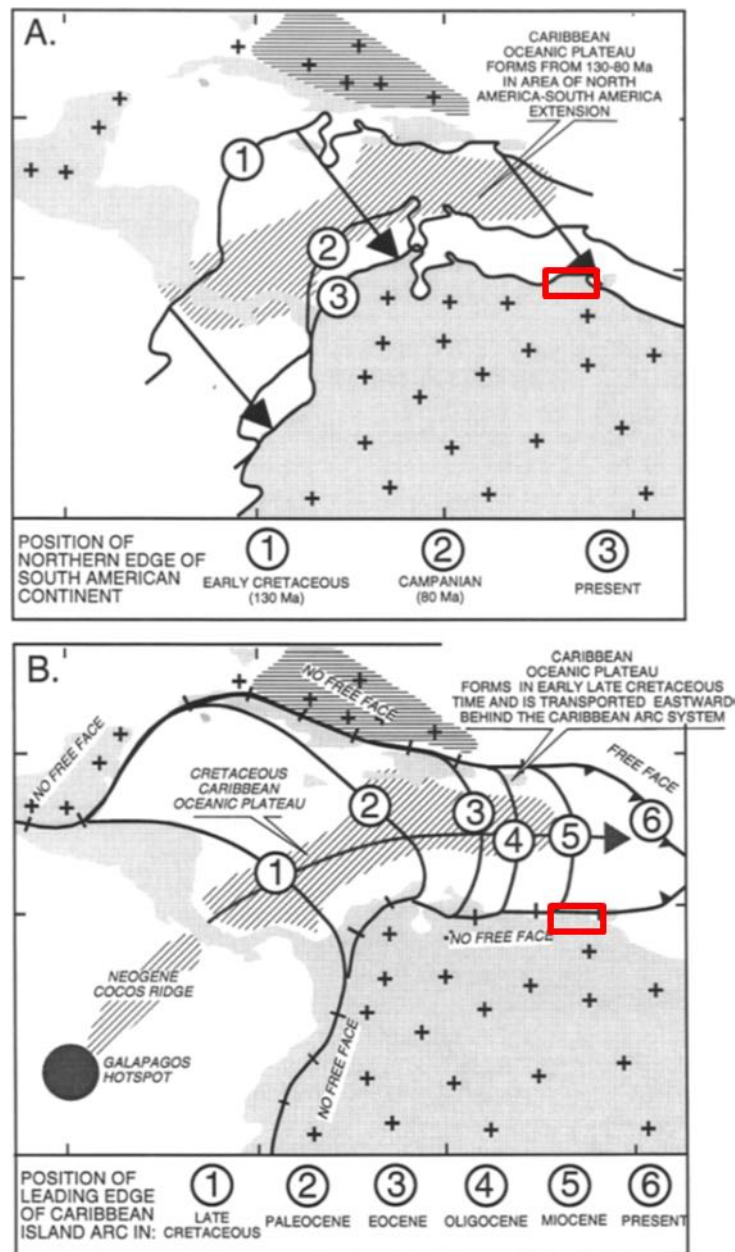 A.
CARIBBEAN
OCEANIC PLATEAU
FORMS FROM 130-80 Ma
IN AREA OF NORTH
AMERICA-SOUTH AMERICA
EXTENSION
1
2
3
POSITION OF
NORTHERN EDGE OF
SOUTH AMERICAN
CONTINENT
1
EARLY CRETACEOUS
(130 Ma)
2
CAMPANIAN
(80 Ma)
3
PRESENT
B.
NO FREE FACE
CARIBBEAN
OCEANIC PLATEAU
FORMS IN EARLY LATE CRETACEOUS
TIME AND IS TRANSPORTED EASTWARD
BEHIND THE CARIBBEAN ARC SYSTEM
NO FREE FACE
CRETACEOUS
CARIBBEAN
OCEANIC PLATEAU
FREE FACE
1
2
3
4
5
6
NO FREE FACE
NEOGENE
COCOS RIDGE
GALAPAGOS
HOTSPOT
NO FREE FACE
POSITION OF
LEADING EDGE
OF CARIBBEAN
ISLAND ARC IN:
1
LATE
CRETACEOUS
2
PALEOCENE
3
EOCENE
4
OLIGOCENE
5
MIOCENE
6
PRESENT